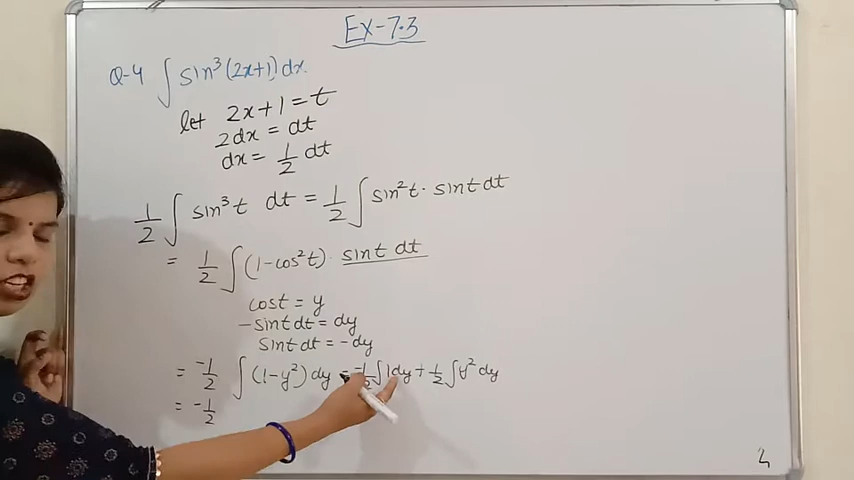 Ex-7.3
Q-4 ∫ sin³(2x+1)dx.
let 2x+1 = t
2dx = dt
dx = 1/2 dt
1/2 ∫ sin³t dt = 1/2 ∫ sin²t · sint dt
= 1/2 ∫ (1-cos²t) · sint dt
cost = y
-sint dt = dy
sint dt = -dy
= -1/2 ∫ (1-y²) dy = -1/2 ∫ 1dy + 1/2 ∫ y² dy
= -1/2